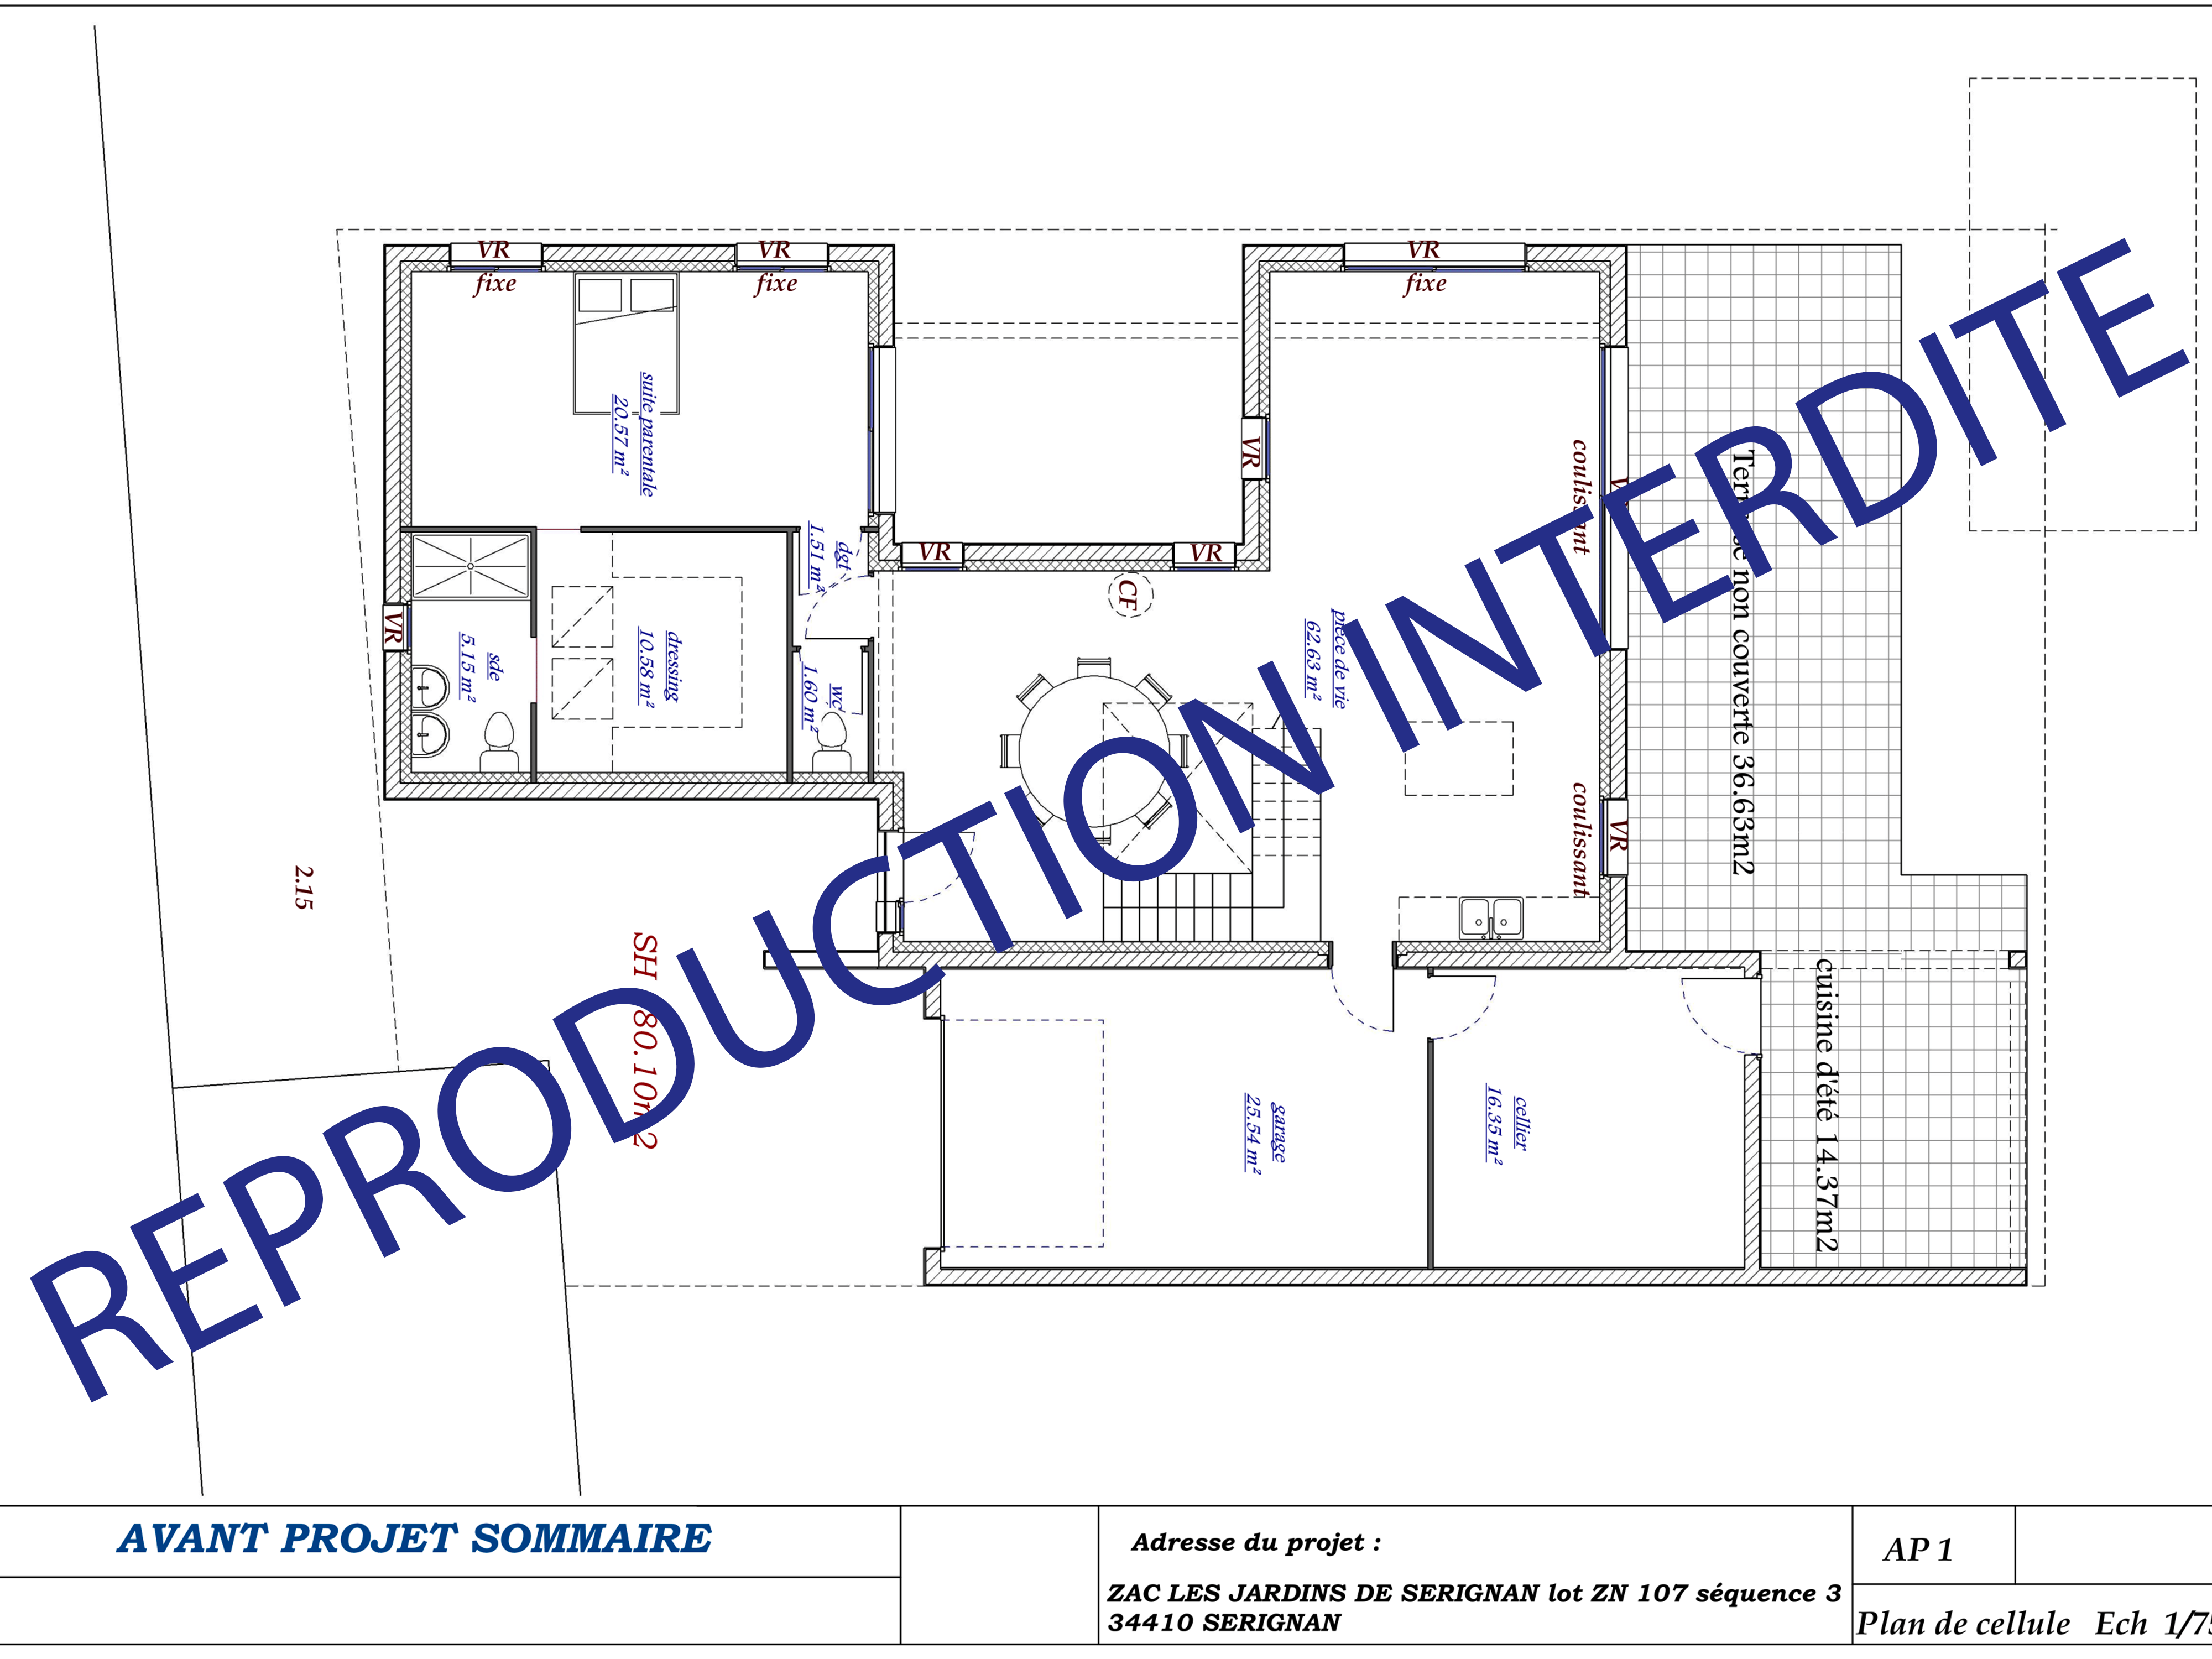 VR
VR
VR
fixe
fixe
fixe
suite parentale
20.57 m²
VR
coulissant
Terrasse non couverte 36.63m2
VR
VR
dgt
1.51 m²
CF
pièce de vie
62.63 m²
VR
sde
5.15 m²
dressing
10.58 m²
wc
1.60 m²
coulissant
VR
2.15
SH 80.10m2
cuisine d'été 14.37m2
garage
25.54 m²
cellier
16.35 m²
REPRODUCTION INTERDITE
AVANT PROJET SOMMAIRE
Adresse du projet :
ZAC LES JARDINS DE SERIGNAN lot ZN 107 séquence 3
34410 SERIGNAN
AP 1
Plan de cellule Ech 1/75